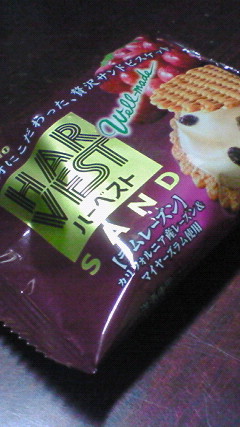 にこだわった、贅沢サンドビスケット
Well-made
HAR
VEST
ハーベスト
SAND
【ラムレーズン】
カリフォルニア産レーズン&
マイヤーズラム使用